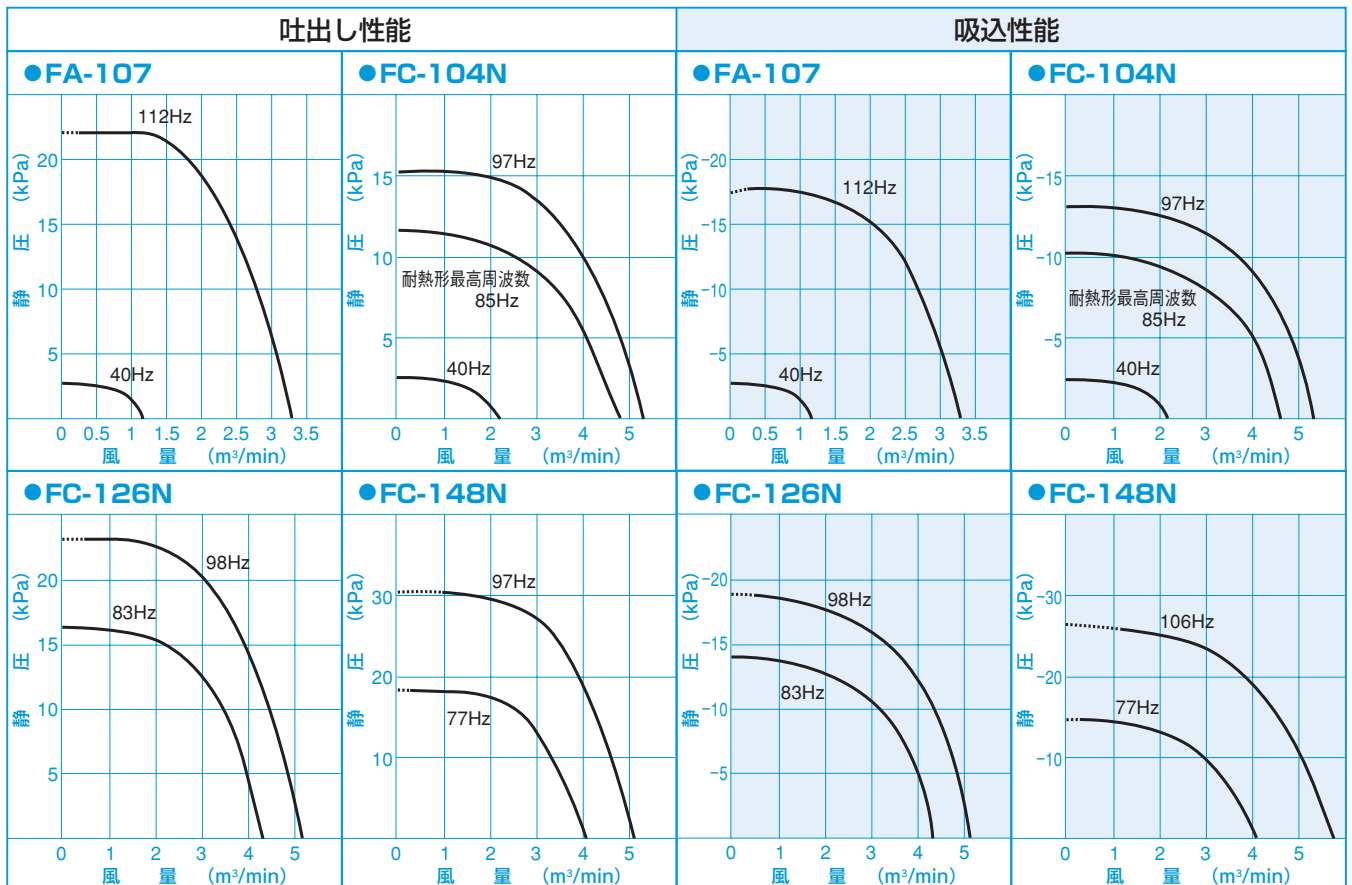 吐出し性能
吸込性能
●FA-107
静圧 (kPa)
20
15
10
5
112Hz
40Hz
0 0.5 1 1.5 2 2.5 3 3.5
風量 (m³/min)
●FC-104N
静圧 (kPa)
15
10
5
97Hz
耐熱形最高周波数
85Hz
40Hz
0 1 2 3 4 5
風量 (m³/min)
●FA-107
静圧 (kPa)
-20
-15
-10
-5
112Hz
40Hz
0 0.5 1 1.5 2 2.5 3 3.5
風量 (m³/min)
●FC-104N
静圧 (kPa)
-15
-10
-5
97Hz
耐熱形最高周波数
85Hz
40Hz
0 1 2 3 4 5
風量 (m³/min)
●FC-126N
静圧 (kPa)
20
15
10
5
98Hz
83Hz
0 1 2 3 4 5
風量 (m³/min)
●FC-148N
静圧 (kPa)
30
20
10
97Hz
77Hz
0 1 2 3 4 5
風量 (m³/min)
●FC-126N
静圧 (kPa)
-20
-15
-10
-5
98Hz
83Hz
0 1 2 3 4 5
風量 (m³/min)
●FC-148N
静圧 (kPa)
-30
-20
-10
106Hz
77Hz
0 1 2 3 4 5
風量 (m³/min)